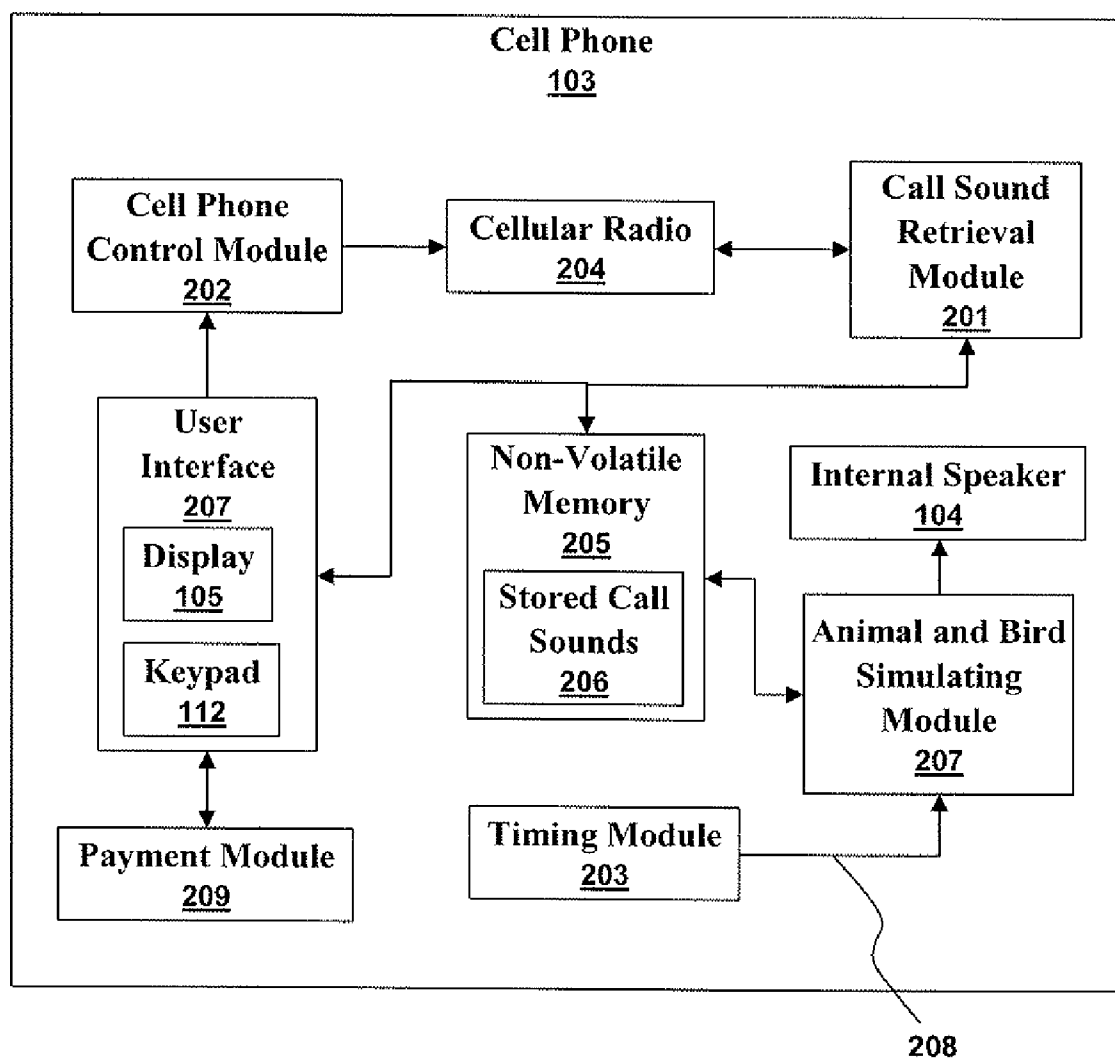 Cell Phone
103
Cell Phone
Control Module
202
Cellular Radio
204
Call Sound
Retrieval
Module
201
User
Interface
207
Display
105
Keypad
112
Non-Volatile
Memory
205
Stored Call
Sounds
206
Internal Speaker
104
Animal and Bird
Simulating
Module
207
Payment Module
209
Timing Module
203
208